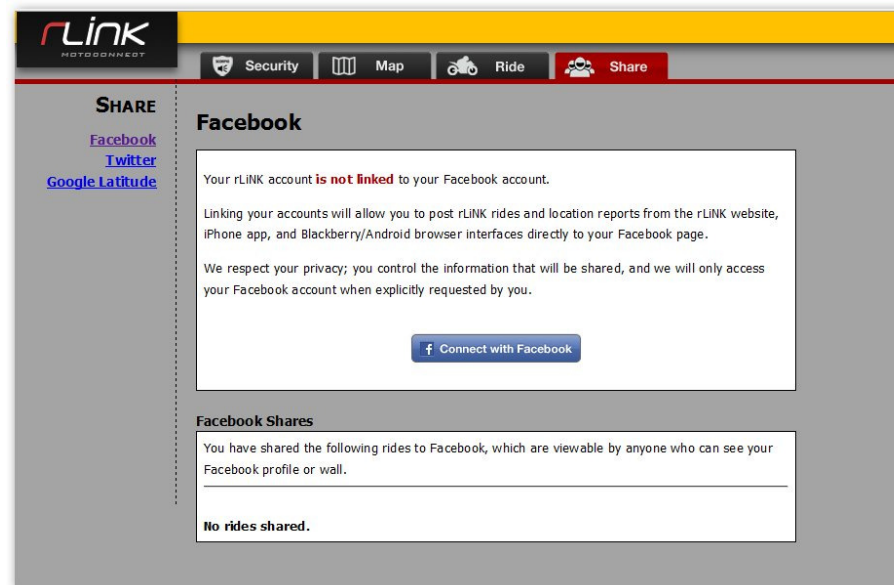 rLiNK
MOTOCONNECT
Security Map Ride Share
SHARE
Facebook
Twitter
Google Latitude
Facebook
Your rLiNK account is not linked to your Facebook account.
Linking your accounts will allow you to post rLiNK rides and location reports from the rLiNK website,
iPhone app, and Blackberry/Android browser interfaces directly to your Facebook page.
We respect your privacy; you control the information that will be shared, and we will only access
your Facebook account when explicitly requested by you.
f Connect with Facebook
Facebook Shares
You have shared the following rides to Facebook, which are viewable by anyone who can see your
Facebook profile or wall.
No rides shared.